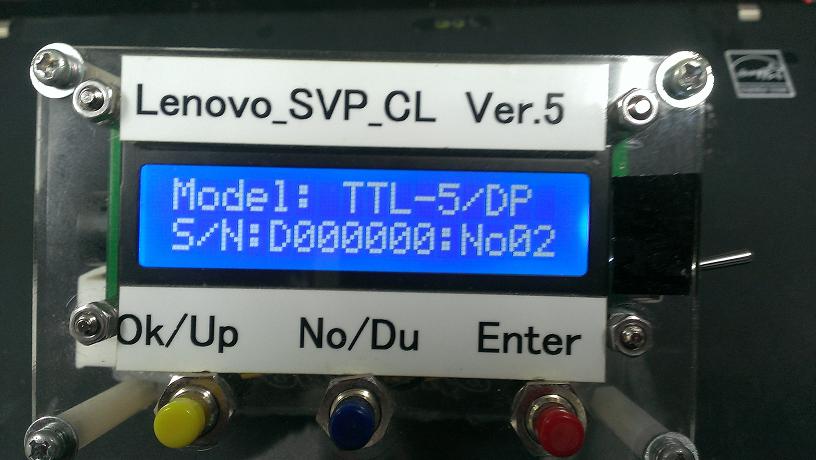 Lenovo_SVP_CL Ver.5
Model: TTL-5/DP
S/N:D000000:No02
Ok/Up No/Du Enter